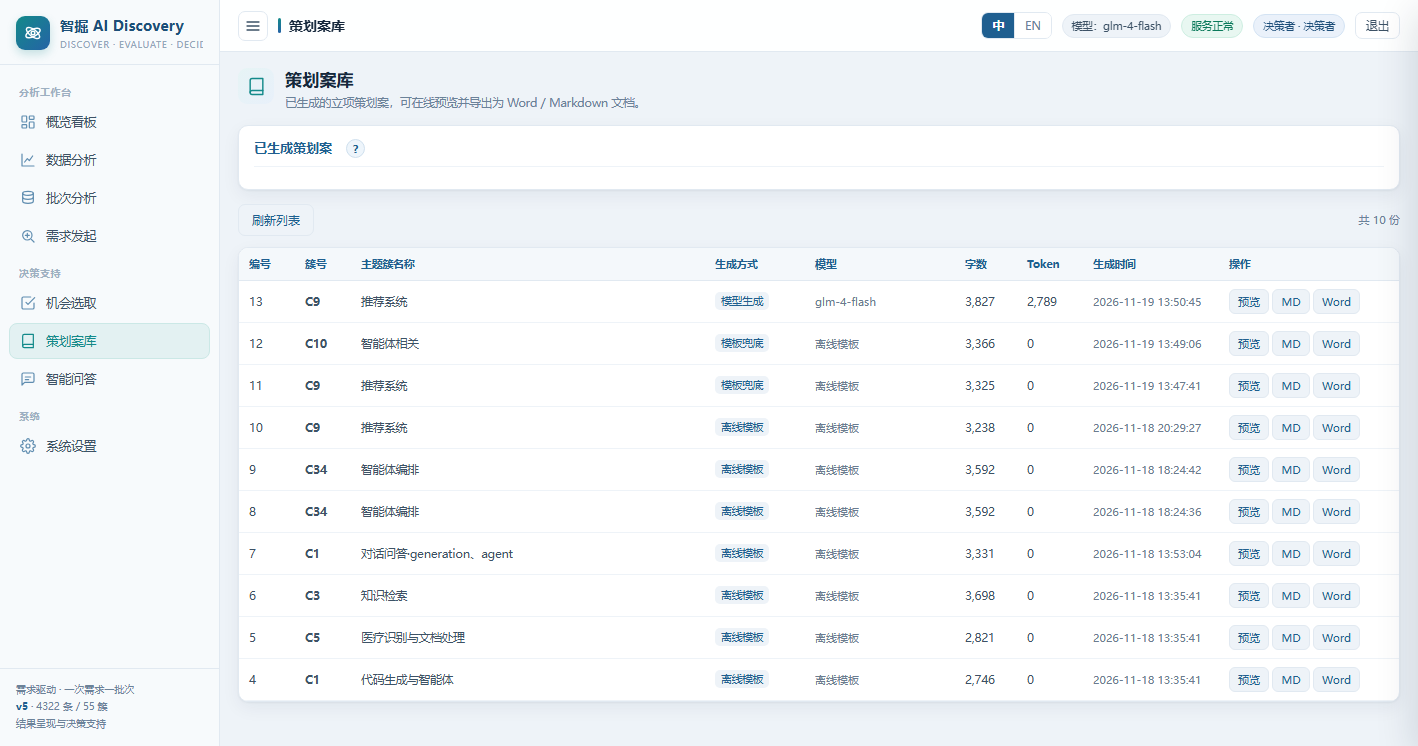 智掘 AI Discovery
DISCOVER · EVALUATE · DECI
分析工作台
概览看板
数据分析
批次分析
需求发起
决策支持
机会选取
策划案库
智能问答
系统
系统设置
需求驱动 · 一次需求一批次
v5 · 4322 条 / 55 簇
结果呈现与决策支持
策划案库
中 EN 模型：glm-4-flash 服务正常 决策者 · 决策者 退出
策划案库
已生成的立项策划案，可在线预览并导出为 Word / Markdown 文档。
已生成策划案 ?
刷新列表 共 10 份
编号 簇号 主题簇名称 生成方式 模型 字数 Token 生成时间 操作
13 C9 推荐系统 模型生成 glm-4-flash 3,827 2,789 2026-11-19 13:50:45 预览 MD Word
12 C10 智能体相关 模板兜底 离线模板 3,366 0 2026-11-19 13:49:06 预览 MD Word
11 C9 推荐系统 模板兜底 离线模板 3,325 0 2026-11-19 13:47:41 预览 MD Word
10 C9 推荐系统 离线模板 离线模板 3,238 0 2026-11-18 20:29:27 预览 MD Word
9 C34 智能体编排 离线模板 离线模板 3,592 0 2026-11-18 18:24:42 预览 MD Word
8 C34 智能体编排 离线模板 离线模板 3,592 0 2026-11-18 18:24:36 预览 MD Word
7 C1 对话问答·generation、agent 离线模板 离线模板 3,331 0 2026-11-18 13:53:04 预览 MD Word
6 C3 知识检索 离线模板 离线模板 3,698 0 2026-11-18 13:35:41 预览 MD Word
5 C5 医疗识别与文档处理 离线模板 离线模板 2,821 0 2026-11-18 13:35:41 预览 MD Word
4 C1 代码生成与智能体 离线模板 离线模板 2,746 0 2026-11-18 13:35:41 预览 MD Word